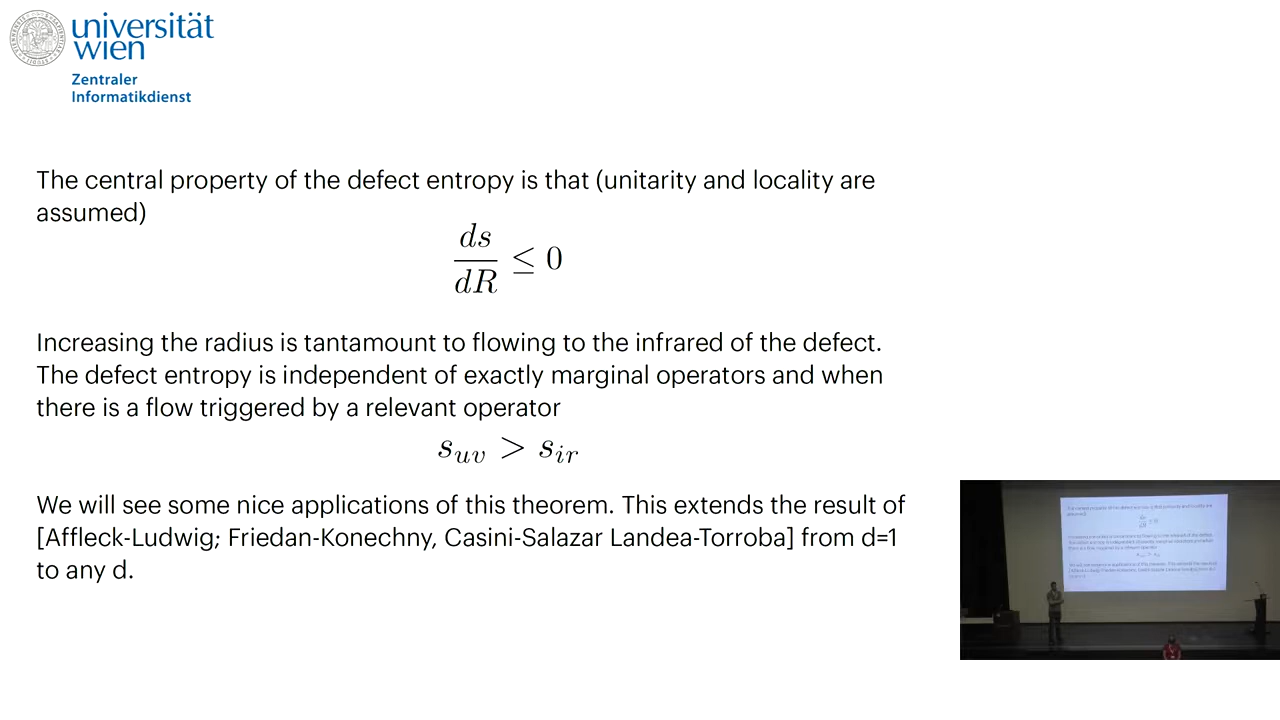 universität
wien
Zentraler
Informatikdienst
The central property of the defect entropy is that (unitarity and locality are
assumed)
ds/dR ≤ 0
Increasing the radius is tantamount to flowing to the infrared of the defect.
The defect entropy is independent of exactly marginal operators and when
there is a flow triggered by a relevant operator
s_{uv} > s_{ir}
We will see some nice applications of this theorem. This extends the result of
[Affleck-Ludwig; Friedan-Konechny, Casini-Salazar Landea-Torroba] from d=1
to any d.